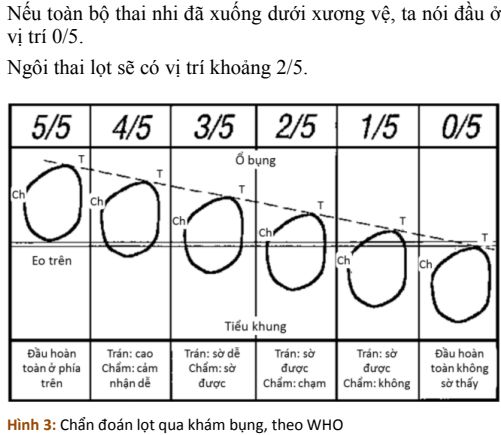 Nếu toàn bộ thai nhi đã xuống dưới xương vệ, ta nói đầu ở
vị trí 0/5.
Ngôi thai lọt sẽ có vị trí khoảng 2/5.
5/5 4/5 3/5 2/5 1/5 0/5
Ổ bụng
T T T T T T
Ch Ch Ch Ch Ch Ch
Eo trên
Tiểu khung
Đầu hoàn
toàn ở phía
trên
Trán: cao
Chẩm: cảm
nhận dễ
Trán: sờ dễ
Chẩm: sờ
được
Trán: sờ
được
Chẩm: chạm
Trán: sờ
được
Chẩm: không
Đầu hoàn
toàn không
sờ thấy
Hình 3: Chẩn đoán lọt qua khám bụng, theo WHO